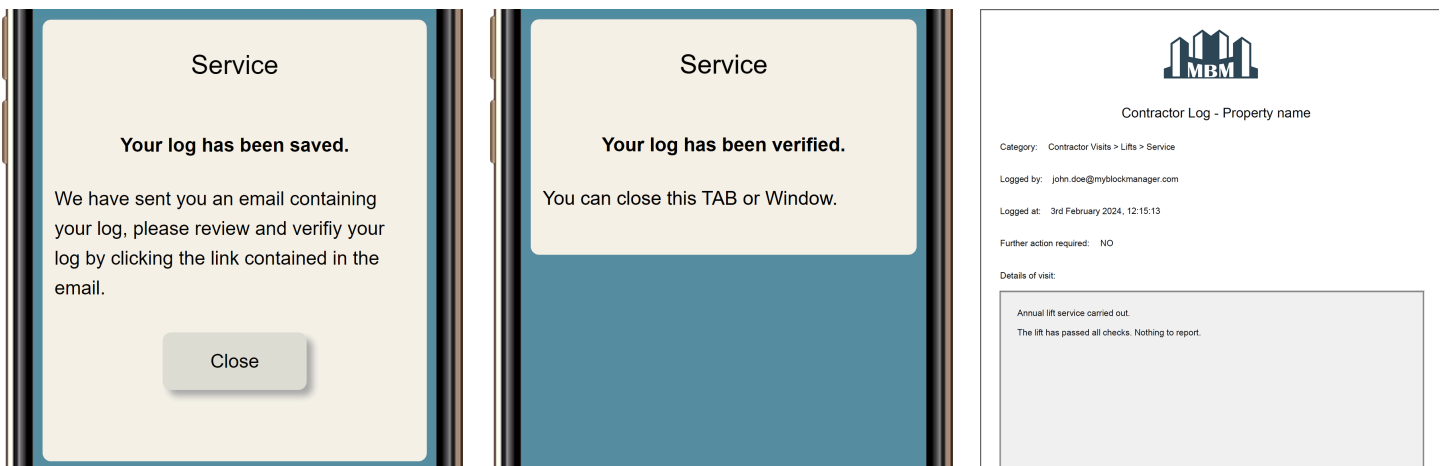 Service
Your log has been saved.
We have sent you an email containing
your log, please review and verifiy your
log by clicking the link contained in the
email.
Close
Service
Your log has been verified.
You can close this TAB or Window.
MBM
Contractor Log - Property name
Category: Contractor Visits > Lifts > Service
Logged by: john.doe@myblockmanager.com
Logged at: 3rd February 2024, 12:15:13
Further action required: NO
Details of visit:
Annual lift service carried out.
The lift has passed all checks. Nothing to report.